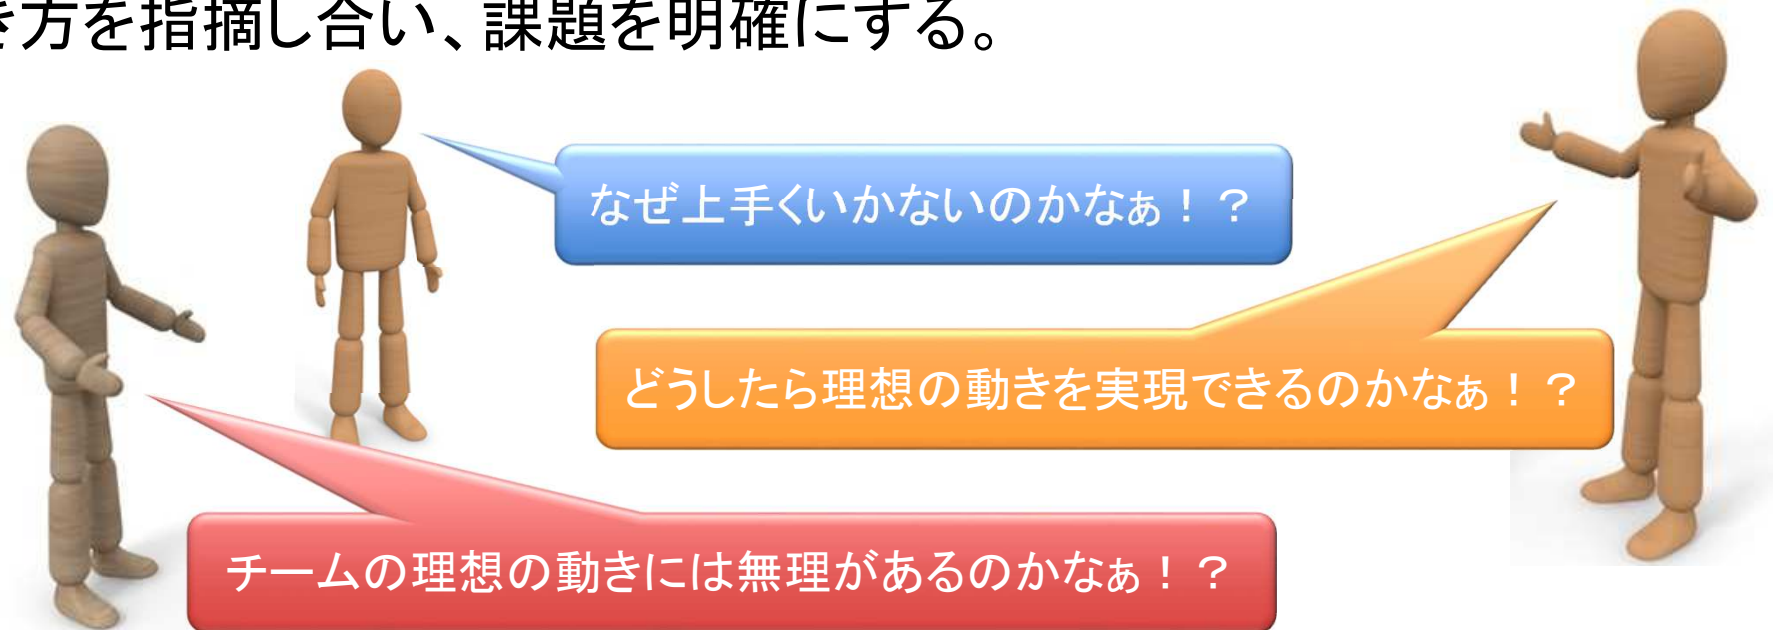 き方を指摘し合い、課題を明確にする。
なぜ上手くいかないのかなぁ！？
どうしたら理想の動きを実現できるのかなぁ！？
チームの理想の動きには無理があるのかなぁ！？